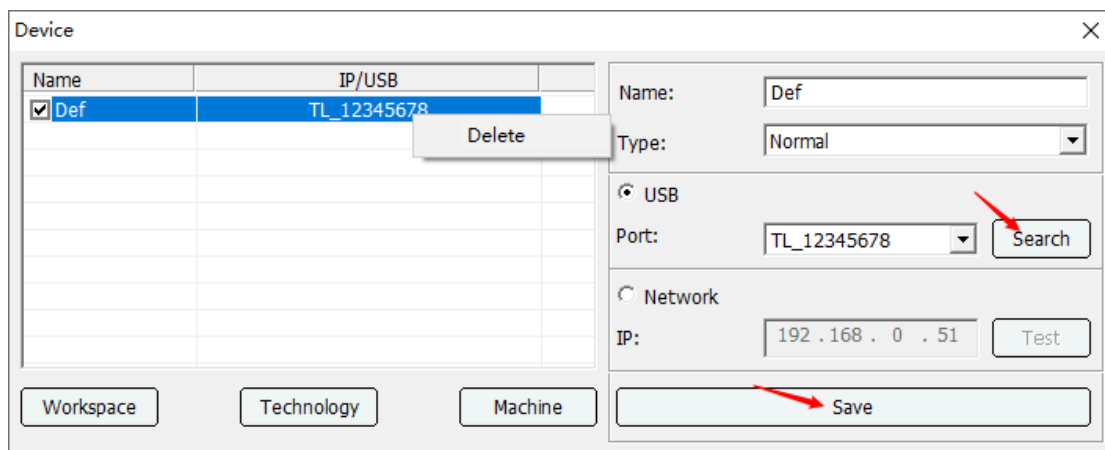 Device
Name IP/USB
Def TL_12345678
Delete
Name: Def
Type: Normal
USB
Port: TL_12345678 Search
Network
IP: 192 . 168 . 0 . 51 Test
Workspace Technology Machine Save